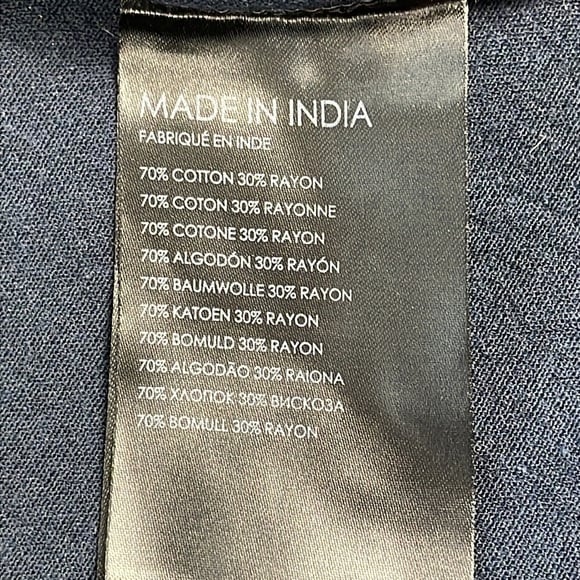 MADE IN INDIA
FABRIQUÉ EN INDE
70% COTTON 30% RAYON
70% COTON 30% RAYONNE
70% COTONE 30% RAYON
70% ALGODÓN 30% RAYÓN
70% BAUMWOLLE 30% RAYON
70% KATOEN 30% RAYON
70% BOMULD 30% RAYON
70% ALGODÃO 30% RAIONA
70% ХЛОПОК 30% ВИСКОЗА
70% BOMULL 30% RAYON